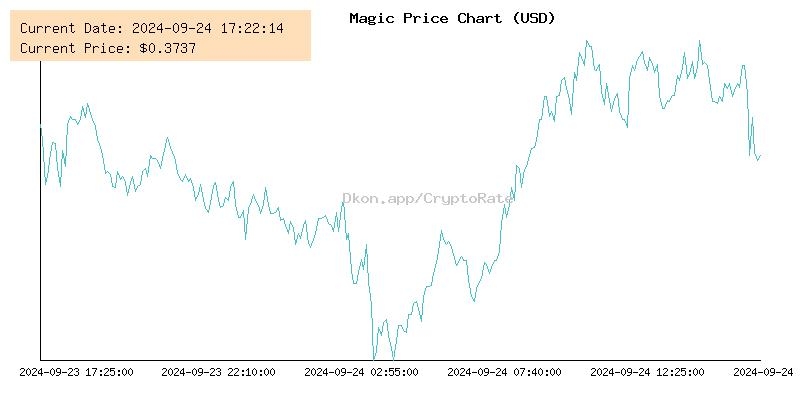 Magic Price Chart (USD)
Current Date: 2024-09-24 17:22:14
Current Price: $0.3737
Dkon.app/CryptoRate
2024-09-23 17:25:00 2024-09-23 22:10:00 2024-09-24 02:55:00 2024-09-24 07:40:00 2024-09-24 12:25:00 2024-09-24